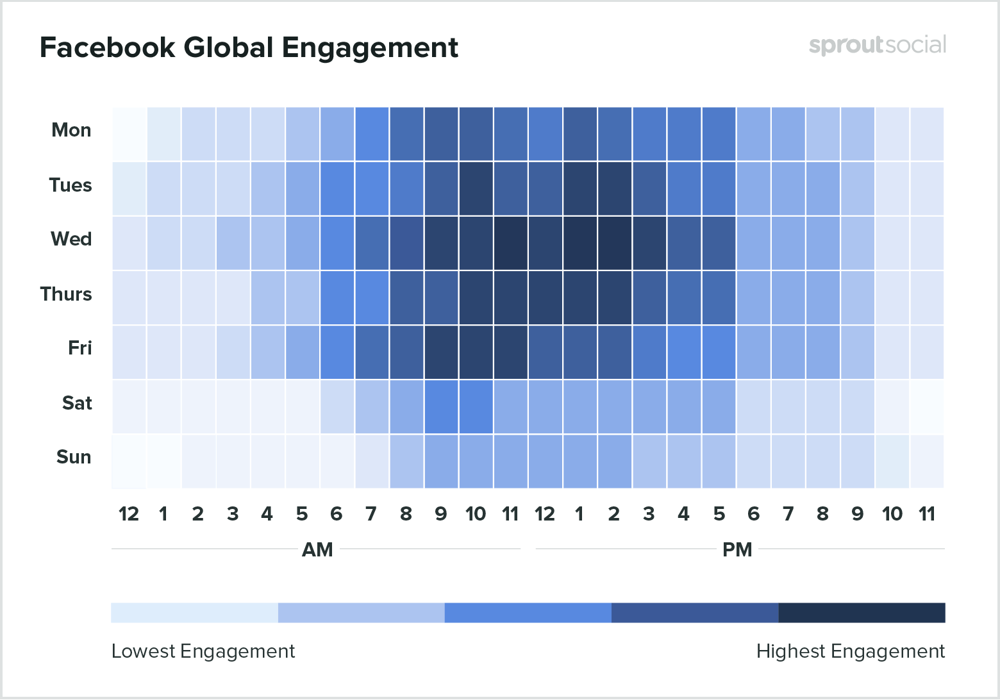 Facebook Global Engagement
sproutsocial
Mon
Tues
Wed
Thurs
Fri
Sat
Sun
12 1 2 3 4 5 6 7 8 9 10 11 12 1 2 3 4 5 6 7 8 9 10 11
AM PM
Lowest Engagement Highest Engagement